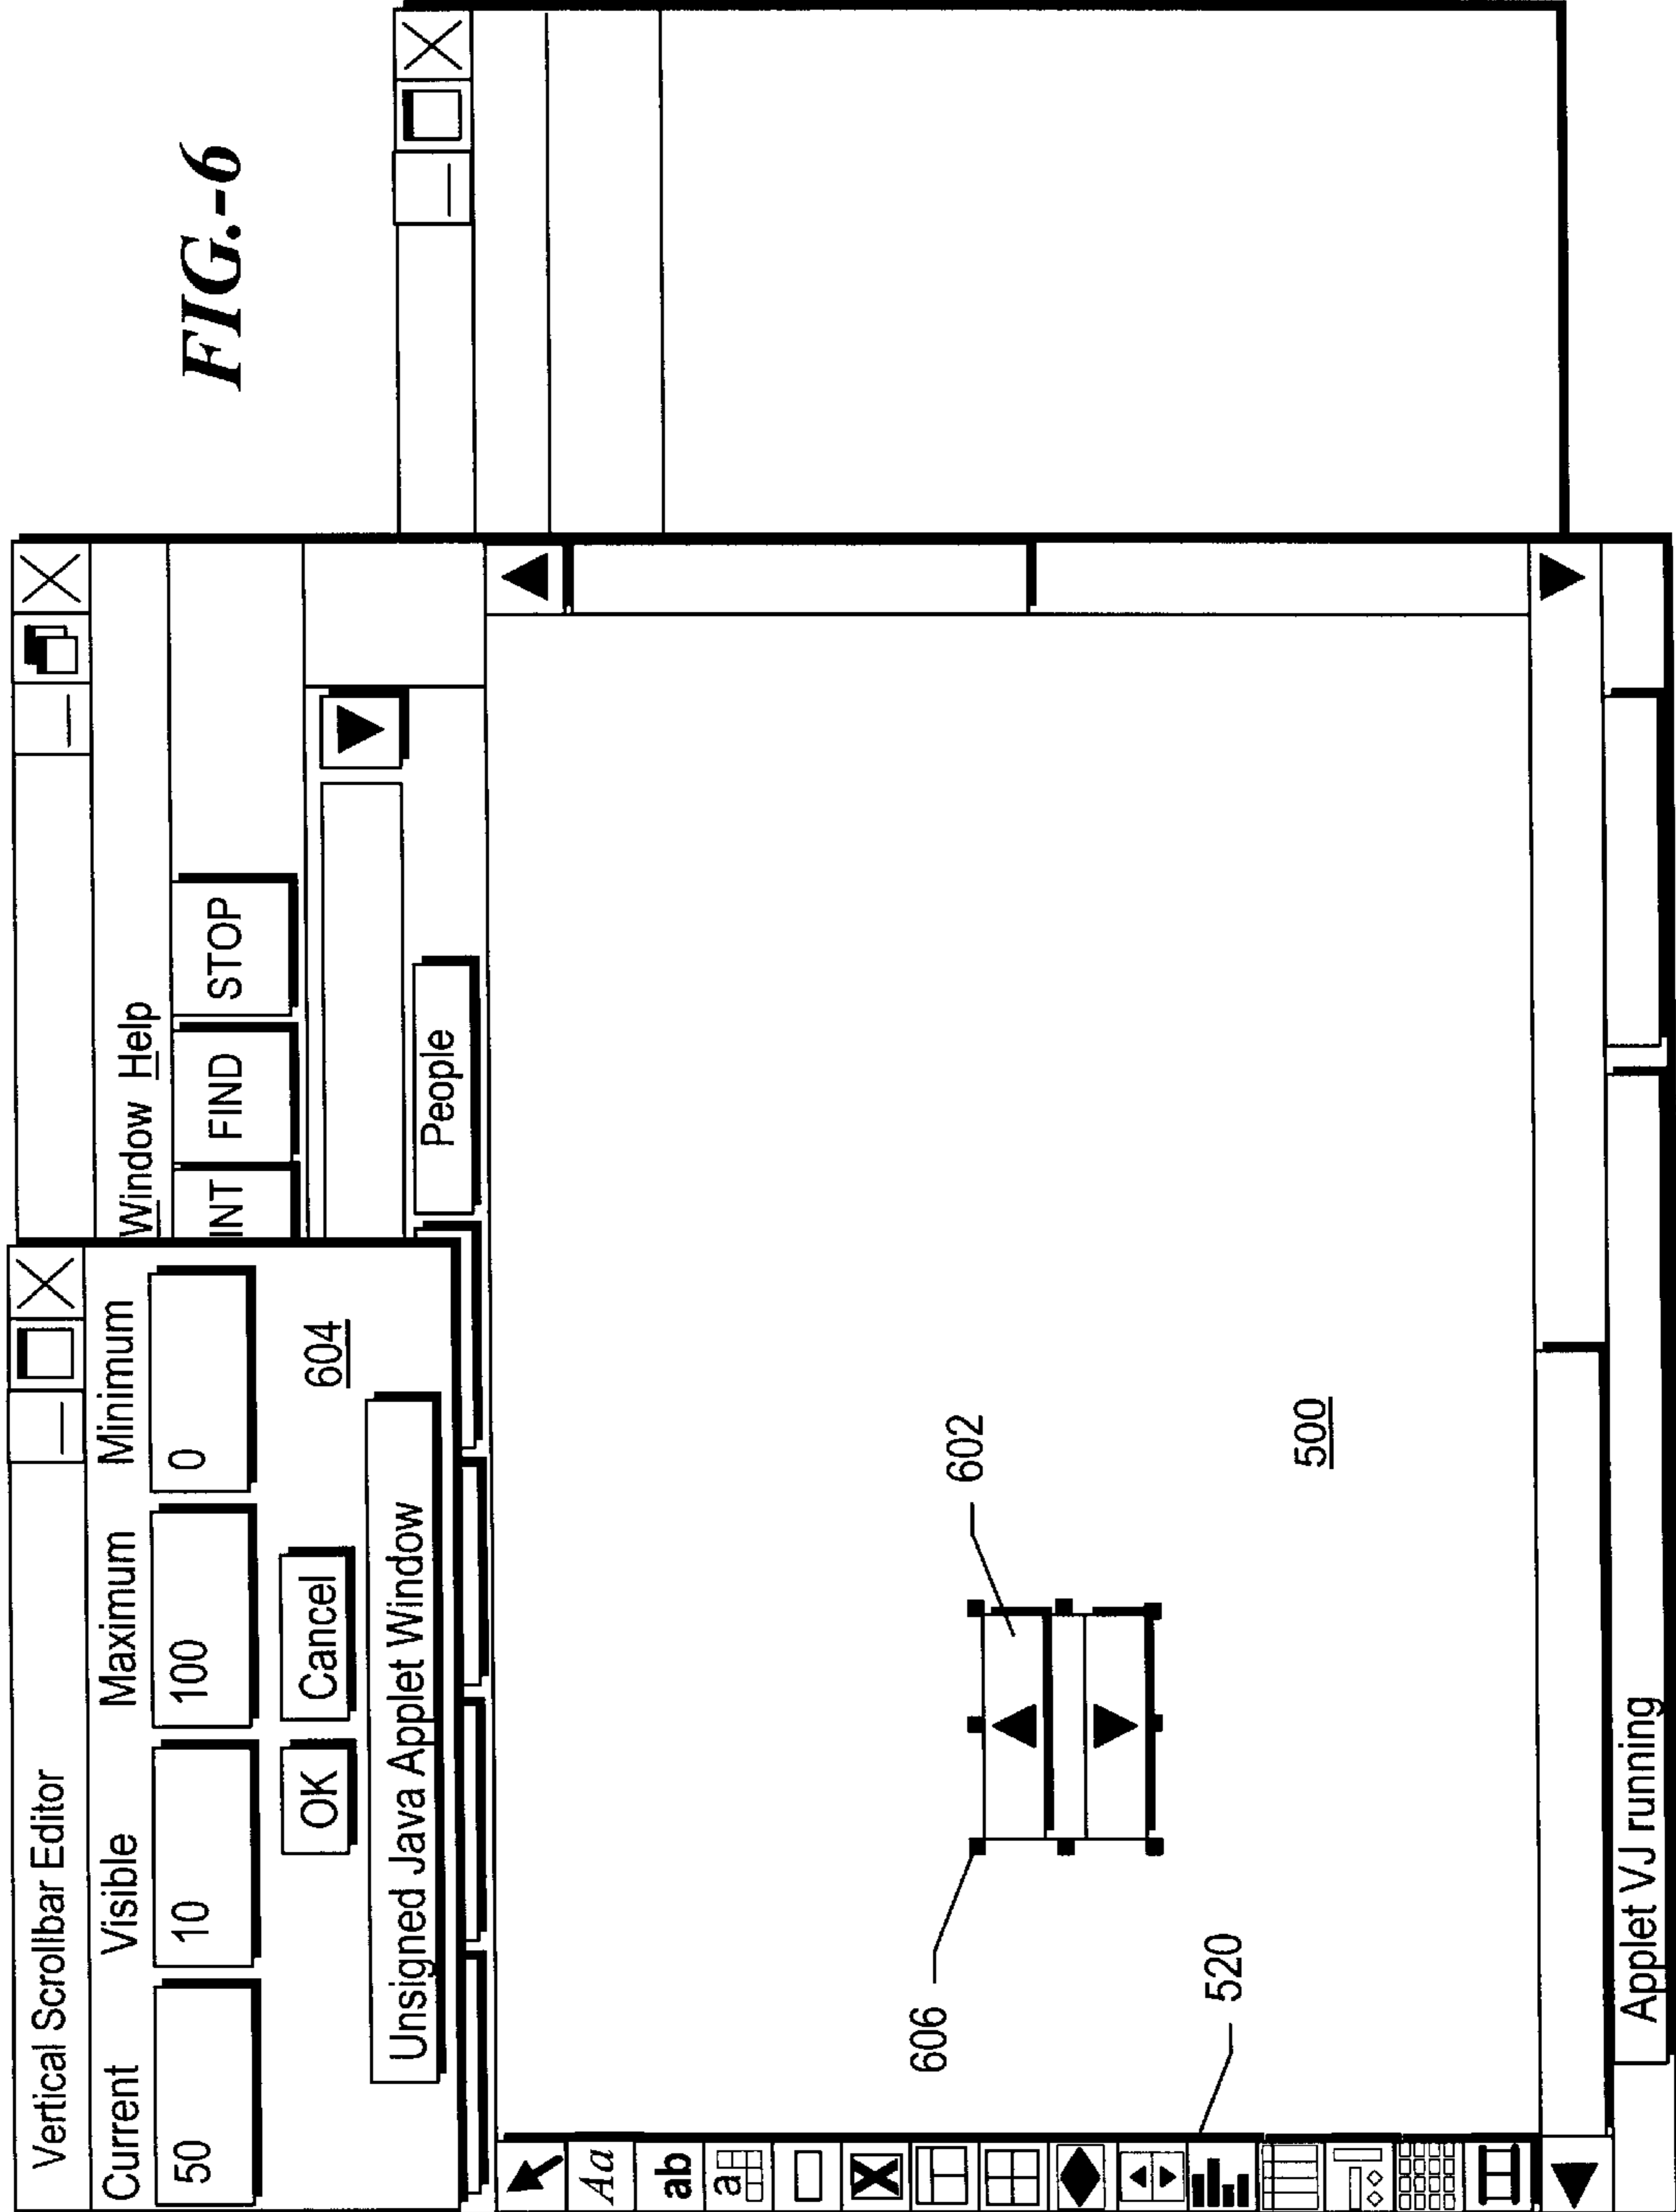 FIG.-6
Vertical Scrollbar Editor
Current Visible Maximum Minimum
50 10 100 0
OK Cancel
604
Unsigned Java Applet Window
Window Help
INT FIND STOP
People
Aa
ab
a
606
602
520
500
Applet VJ running